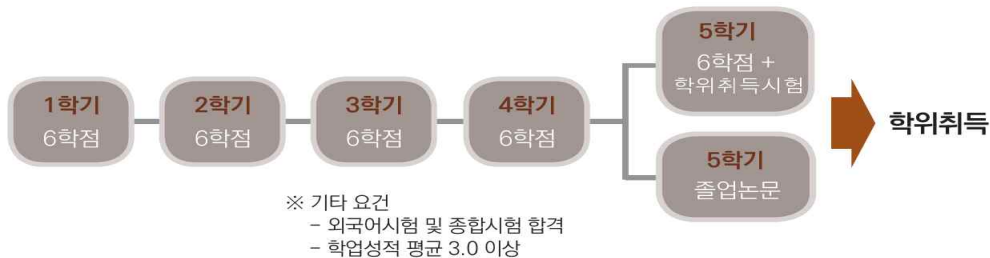 1학기
6학점
2학기
6학점
3학기
6학점
4학기
6학점
5학기
6학점 +
학위취득시험
5학기
졸업논문
학위취득
※ 기타 요건
- 외국어시험 및 종합시험 합격
- 학업성적 평균 3.0 이상